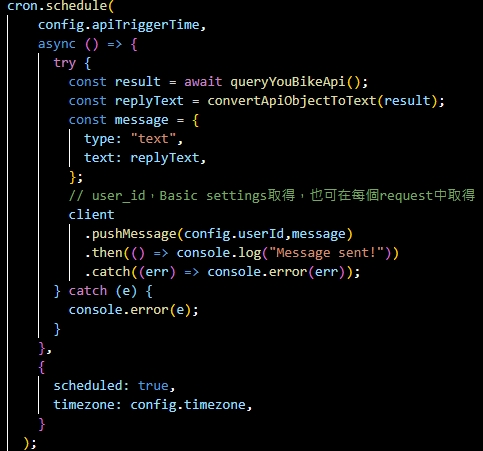 cron.schedule(
config.apiTriggerTime,
async () => {
try {
const result = await queryYouBikeApi();
const replyText = convertApiObjectToText(result);
const message = {
type: "text",
text: replyText,
};
// user_id，Basic settings取得，也可在每個request中取得
client
.pushMessage(config.userId,message)
.then(() => console.log("Message sent!"))
.catch((err) => console.error(err));
} catch (e) {
console.error(e);
}
},
{
scheduled: true,
timezone: config.timezone,
}
);